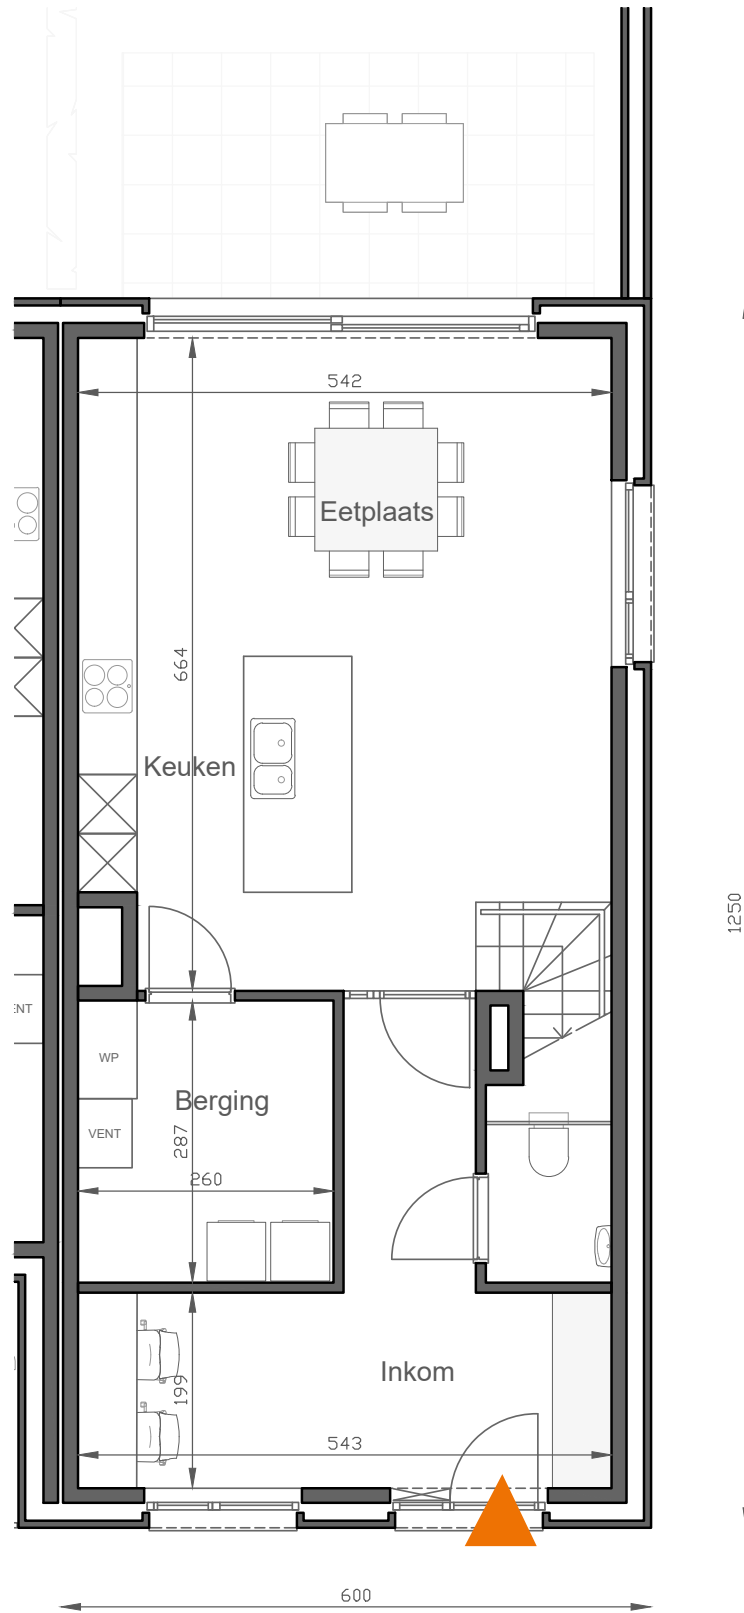 542
Eetplaats
664
Keuken
1250
ENT
WP
Berging
VENT
287
260
Inkom
199
543
600